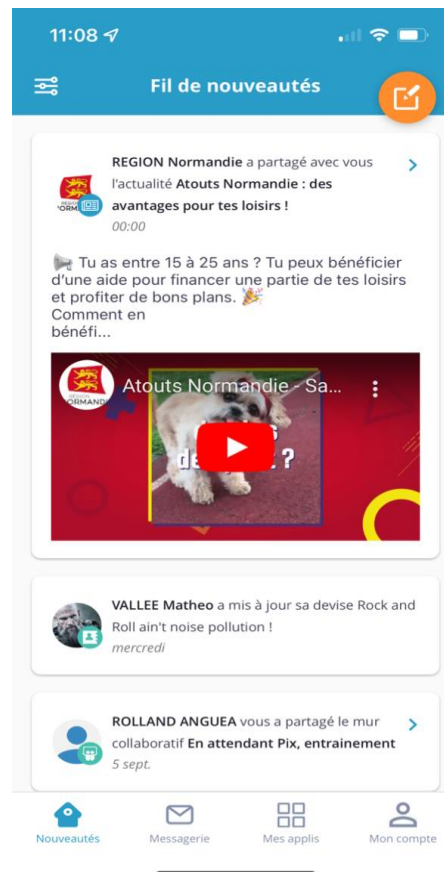 11:08
Fil de nouveautés
REGION Normandie a partagé avec vous
l'actualité Atouts Normandie : des
avantages pour tes loisirs !
00:00
Tu as entre 15 à 25 ans ? Tu peux bénéficier
d'une aide pour financer une partie de tes loisirs
et profiter de bons plans.
Comment en
bénéfi...
Atouts Normandie - Sa...
VALLEE Matheo a mis à jour sa devise Rock and
Roll ain't noise pollution !
mercredi
ROLLAND ANGUEA vous a partagé le mur
collaboratif En attendant Pix, entrainement
5 sept.
Nouveautés
Messagerie
Mes applis
Mon compte